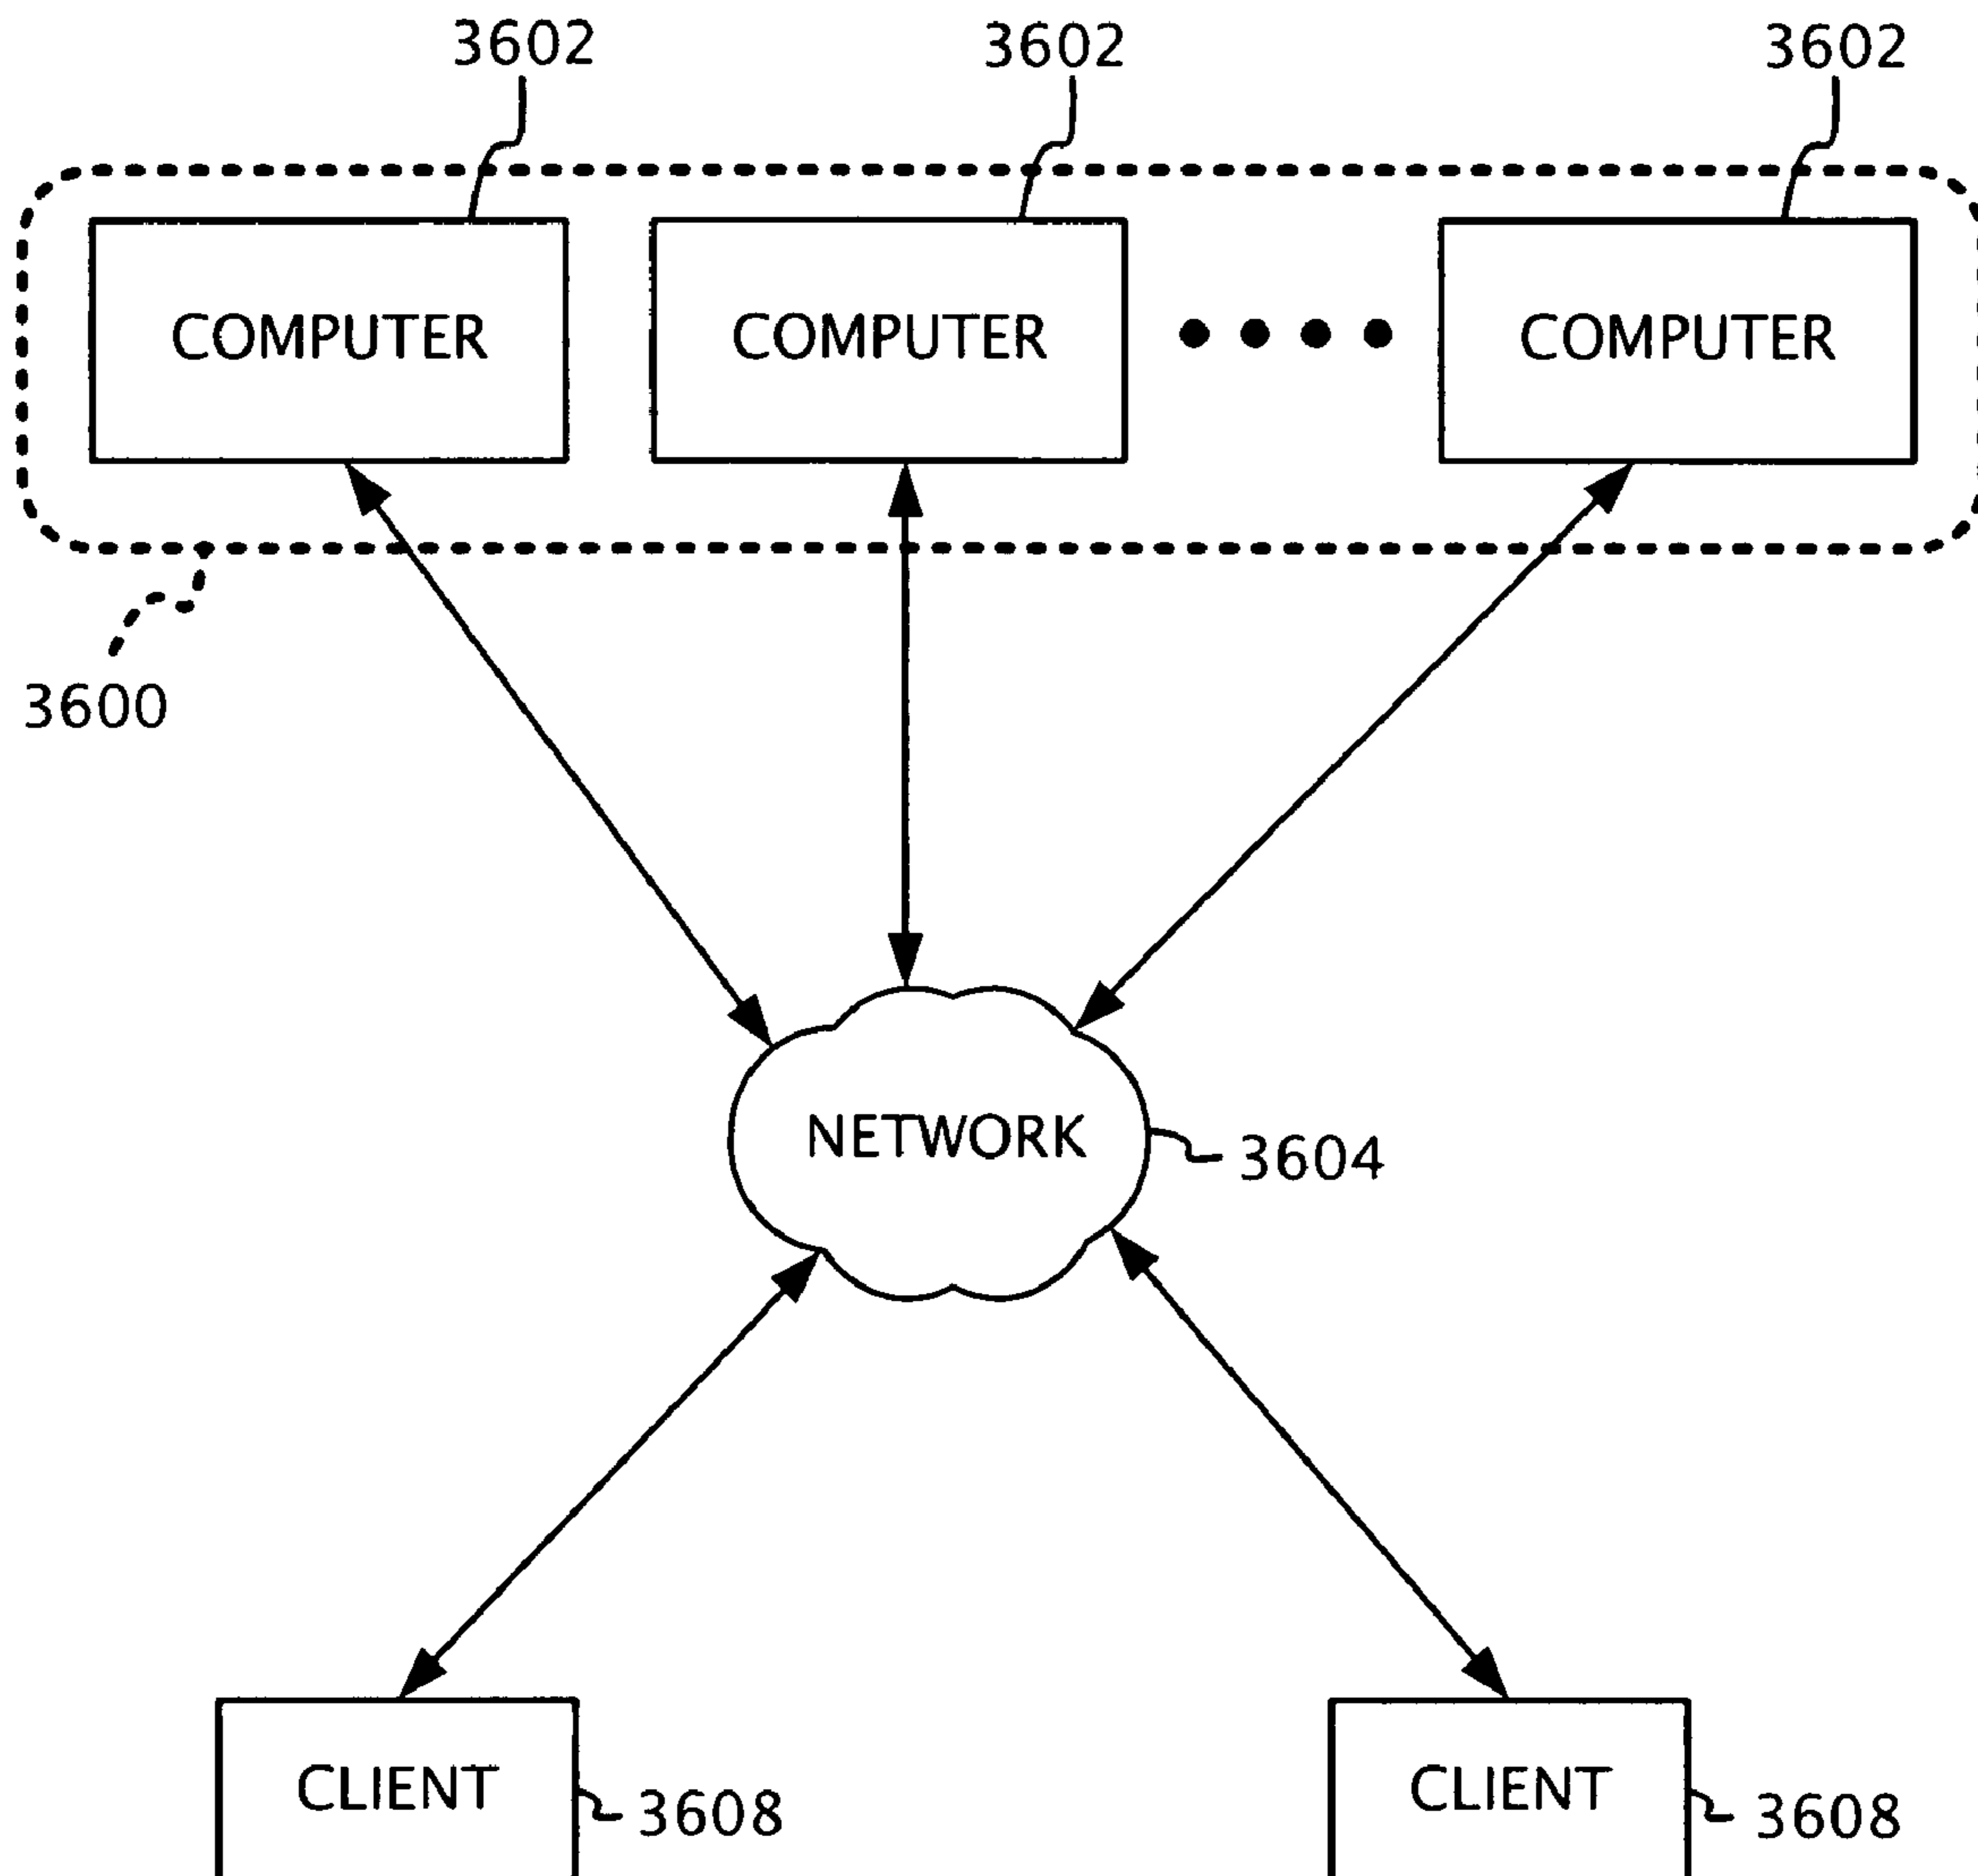 3602 3602 3602
COMPUTER COMPUTER COMPUTER
3600
NETWORK
3604
CLIENT 3608 CLIENT 3608